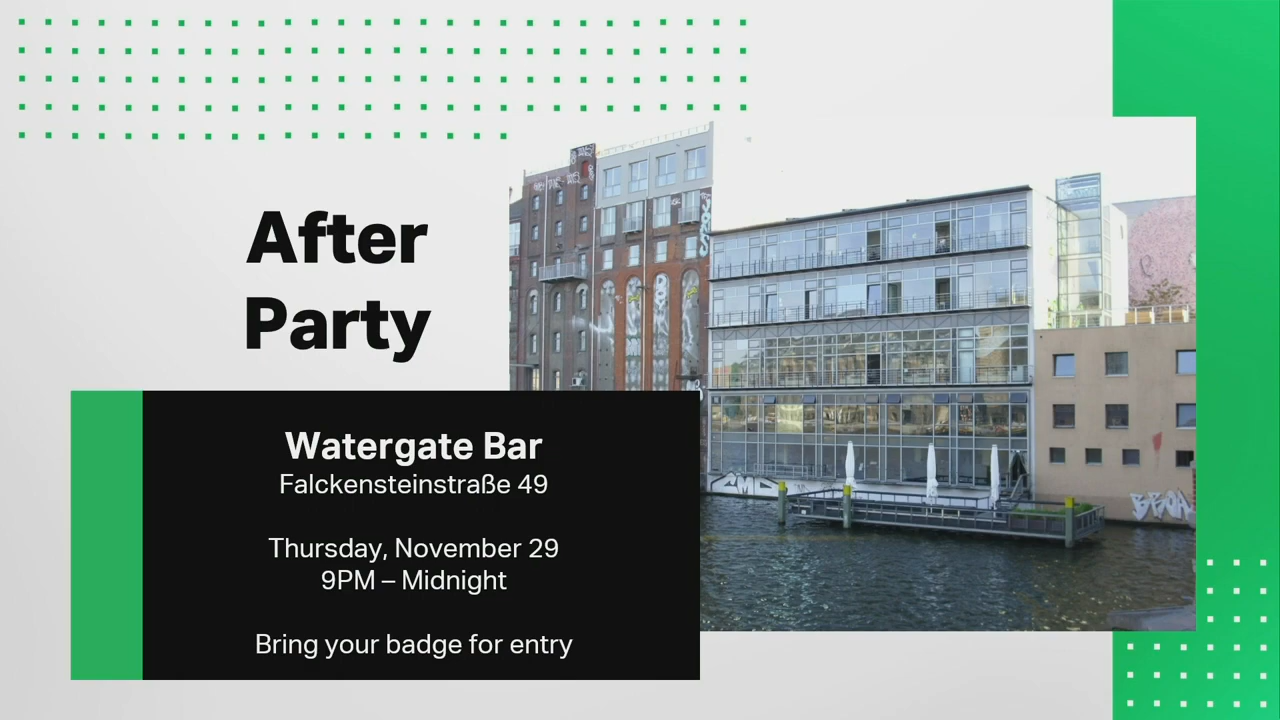 After
Party
Watergate Bar
Falckensteinstraße 49
Thursday, November 29
9PM – Midnight
Bring your badge for entry